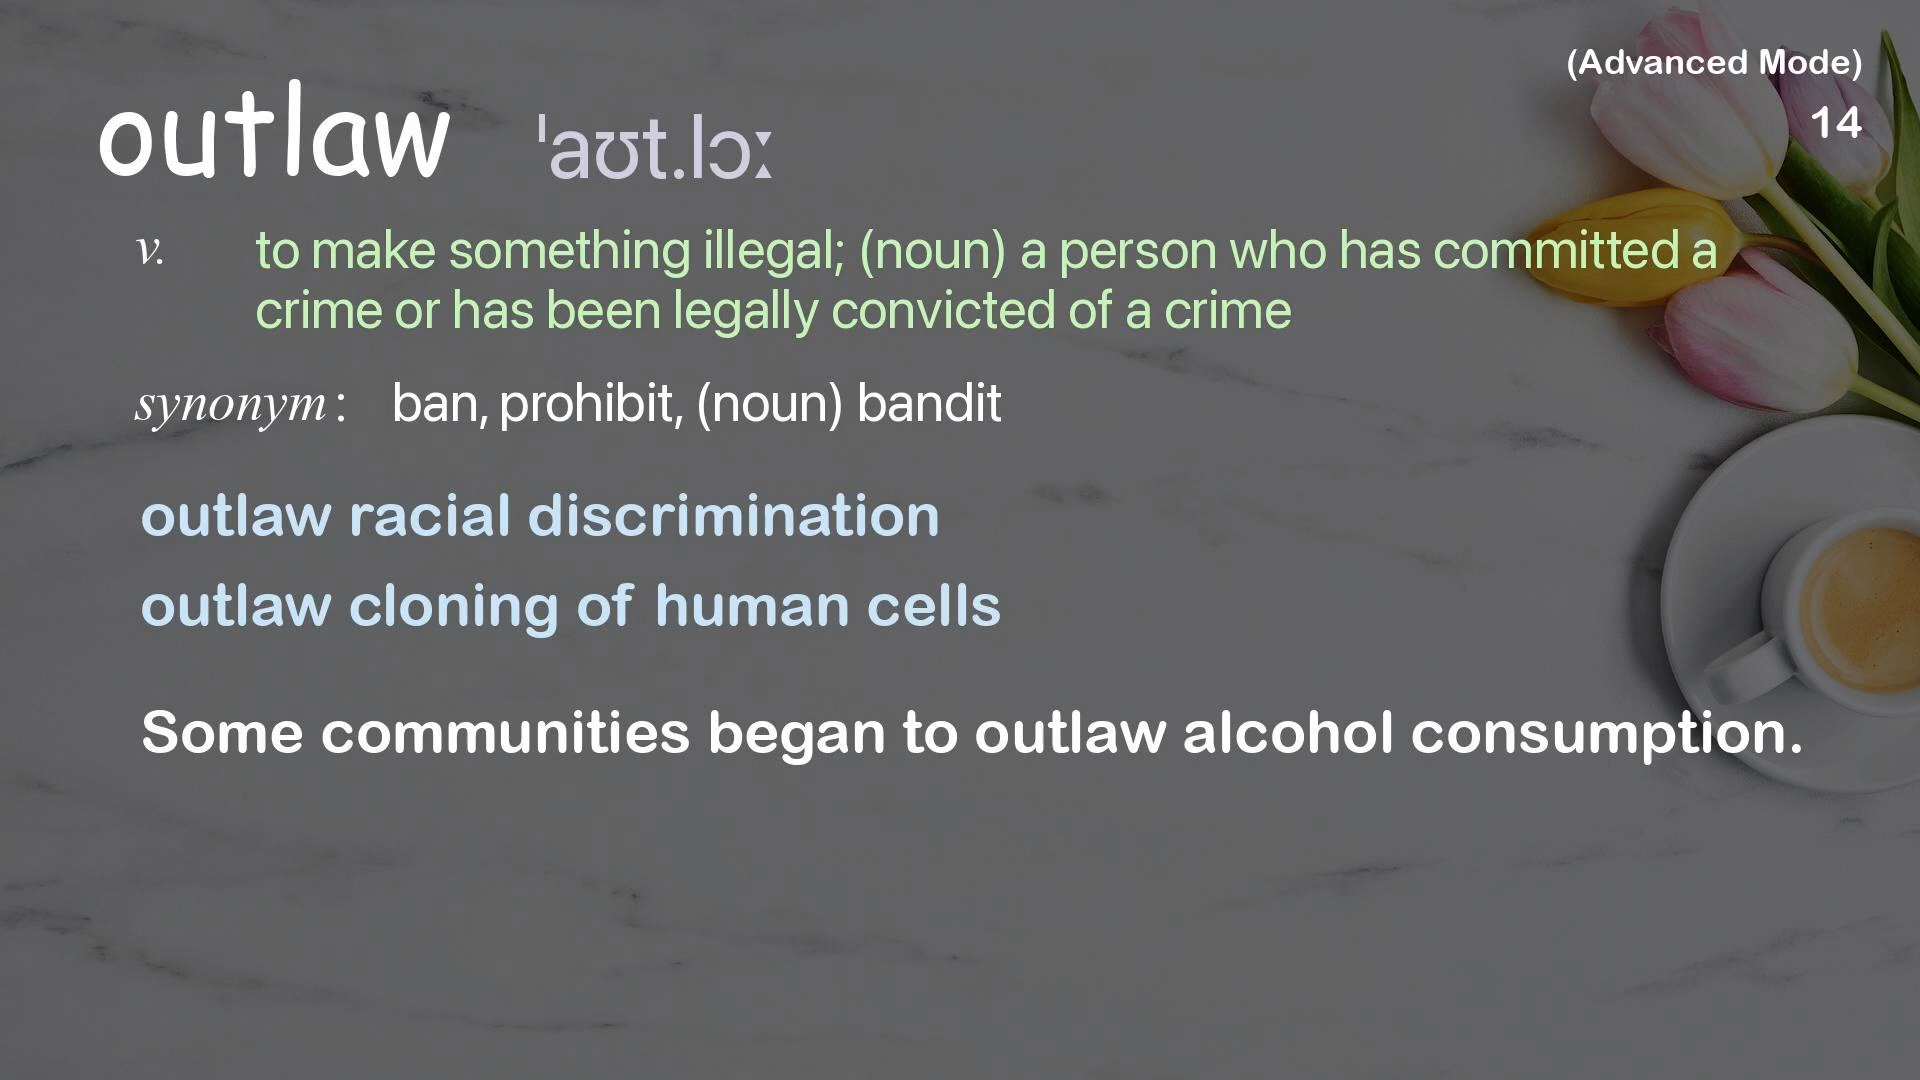 (Advanced Mode)
14
outlaw ˈaʊt.lɔː
v. to make something illegal; (noun) a person who has committed a
crime or has been legally convicted of a crime
synonym: ban, prohibit, (noun) bandit
outlaw racial discrimination
outlaw cloning of human cells
Some communities began to outlaw alcohol consumption.